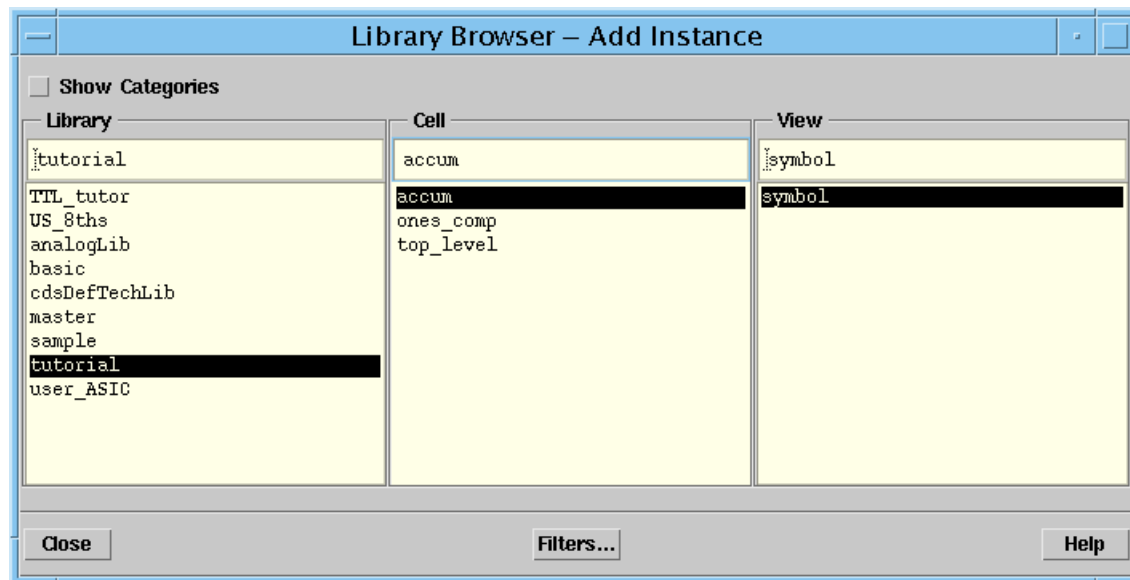 Library Browser – Add Instance
Show Categories
Library
tutorial
TTL_tutor
US_8ths
analogLib
basic
cdsDefTechLib
master
sample
tutorial
user_ASIC
Cell
accum
accum
ones_comp
top_level
View
symbol
symbol
Close
Filters...
Help